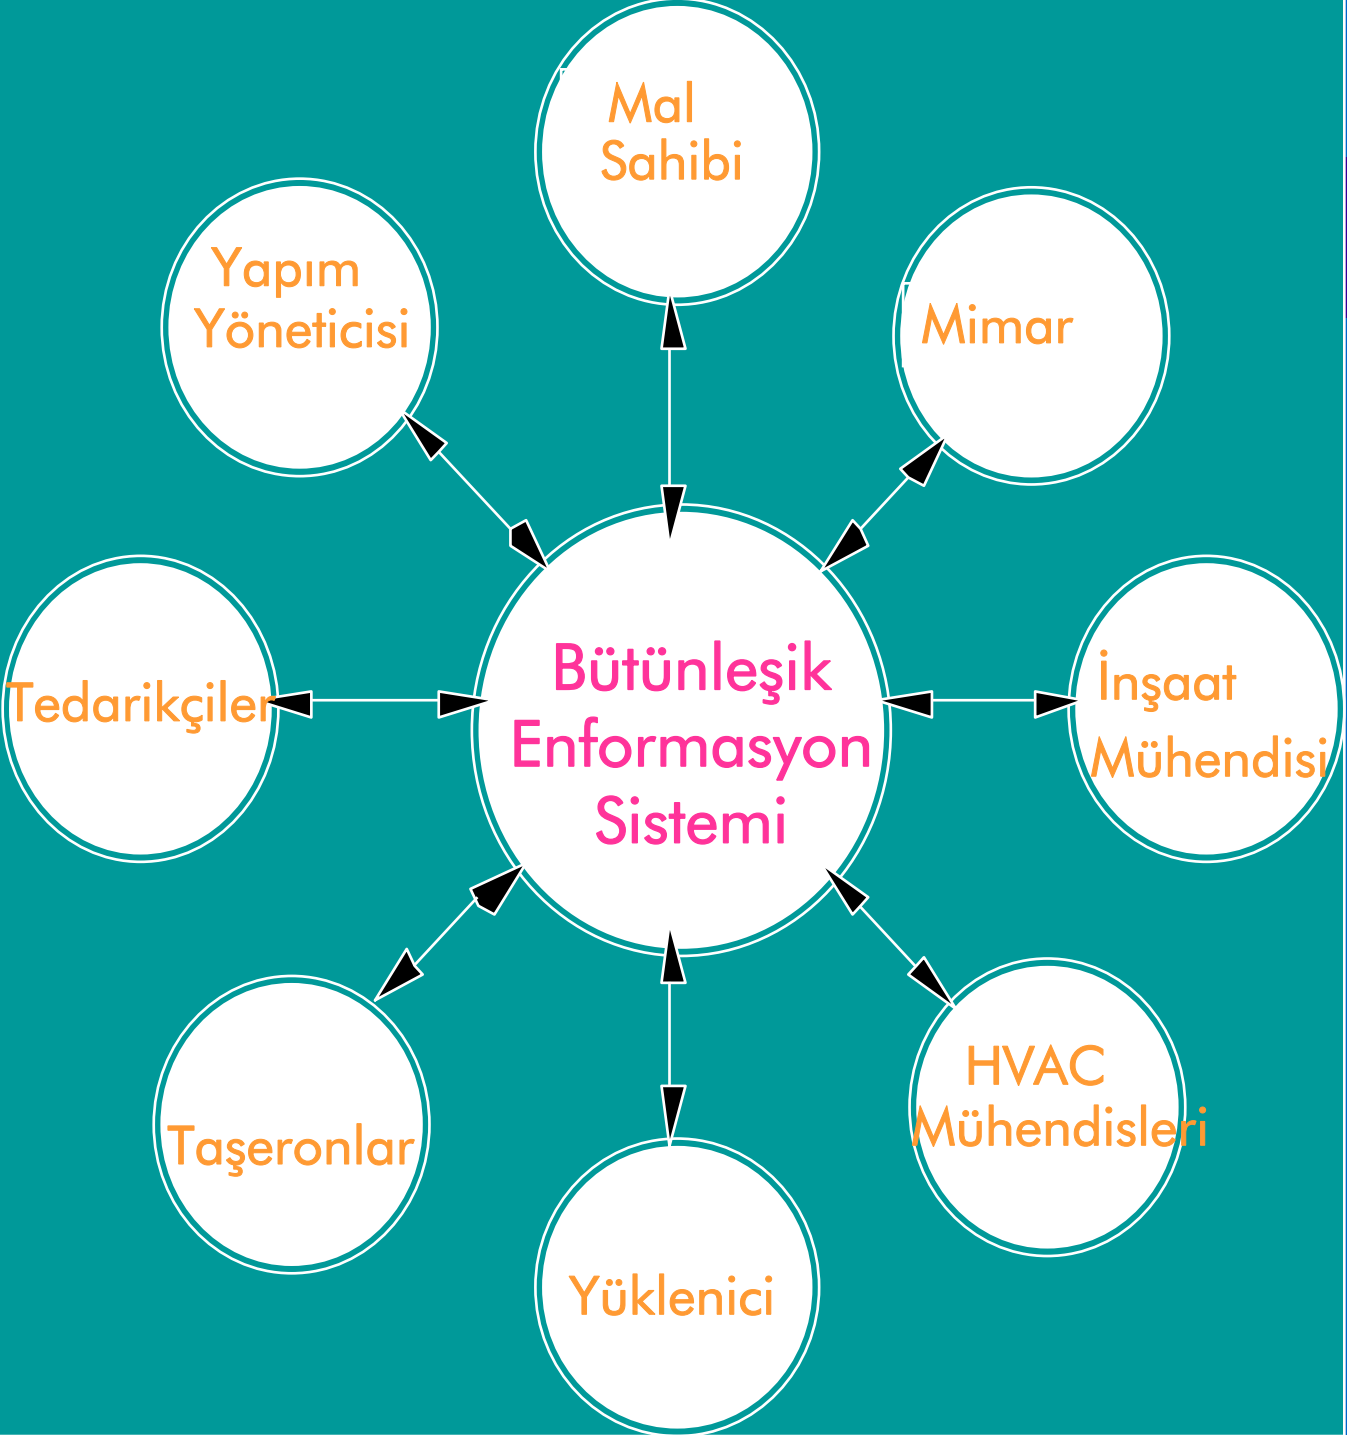 Mal
Sahibi
Yapım
Yöneticisi
Mimar
Tedarikçiler
Bütünleşik
Enformasyon
Sistemi
İnşaat
Mühendisi
Taşeronlar
HVAC
Mühendisleri
Yüklenici